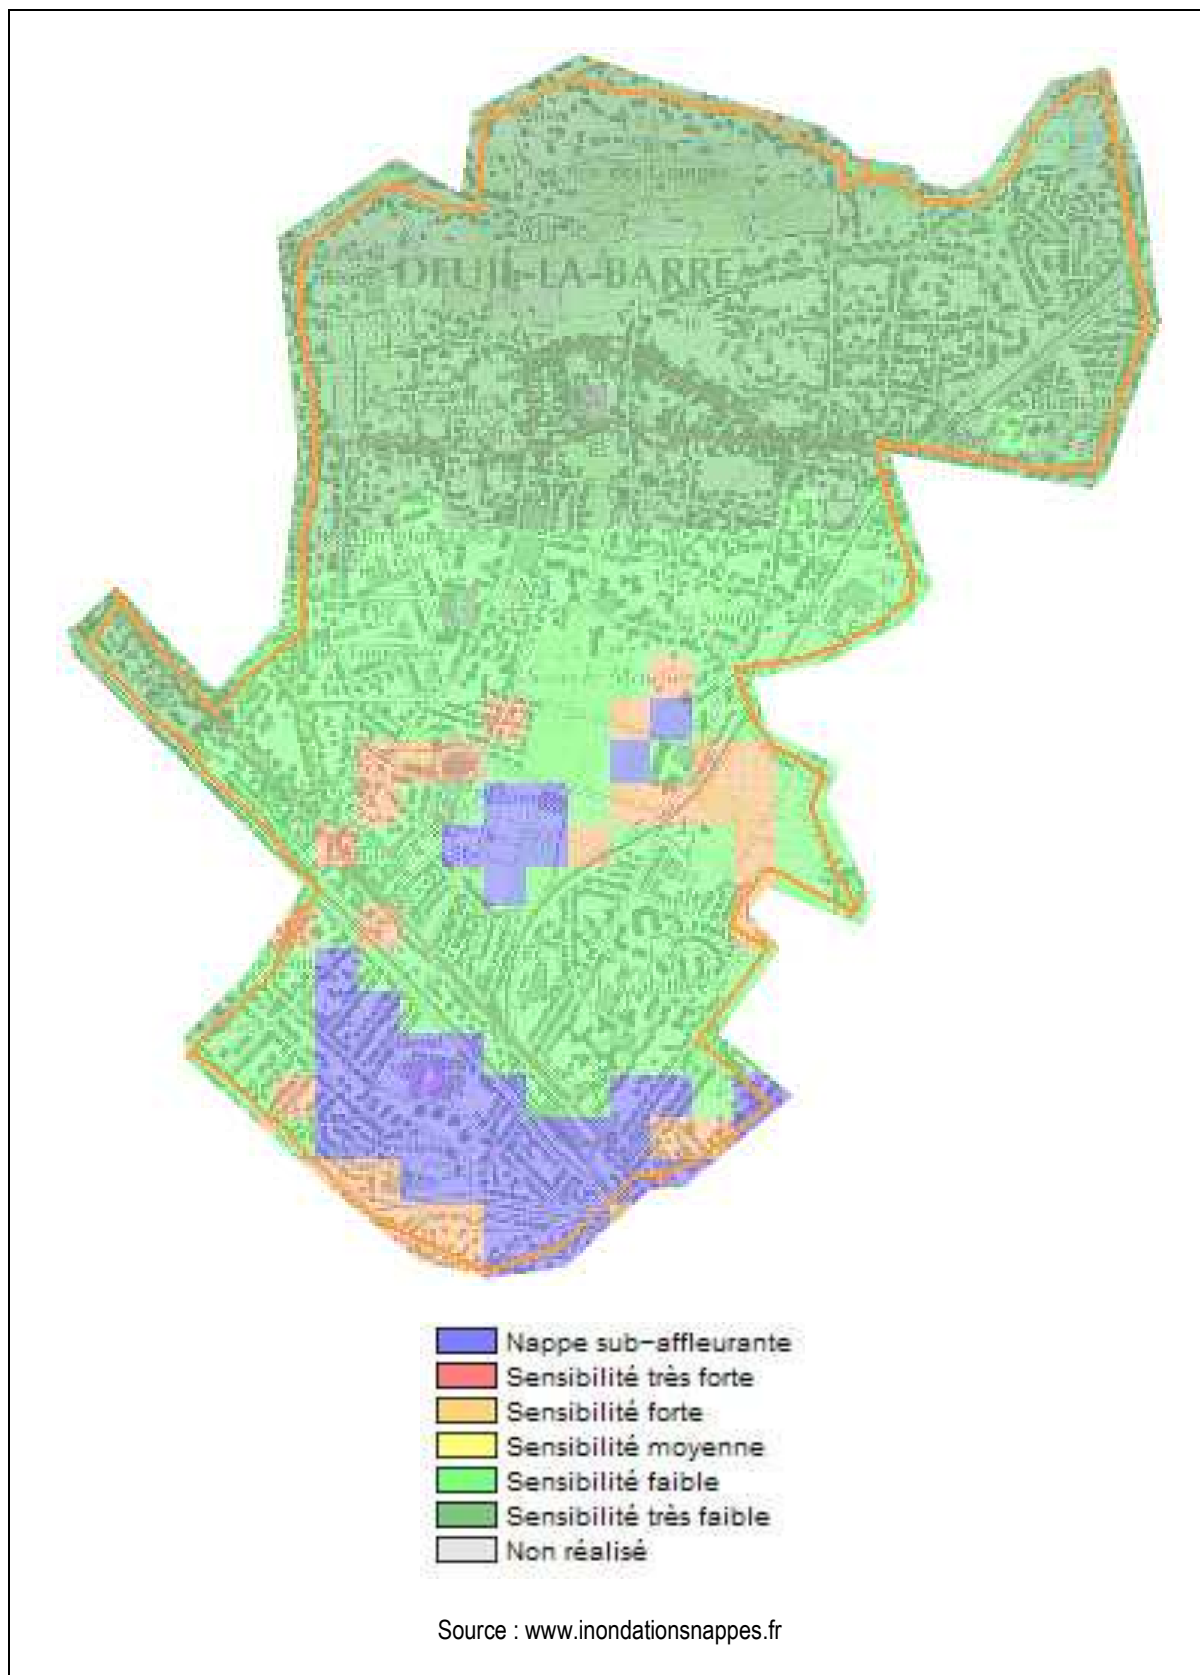 DEUIL-LA-BARRE
Nappe sub-affleurante
Sensibilité très forte
Sensibilité forte
Sensibilité moyenne
Sensibilité faible
Sensibilité très faible
Non réalisé
Source : www.inondationsnappes.fr